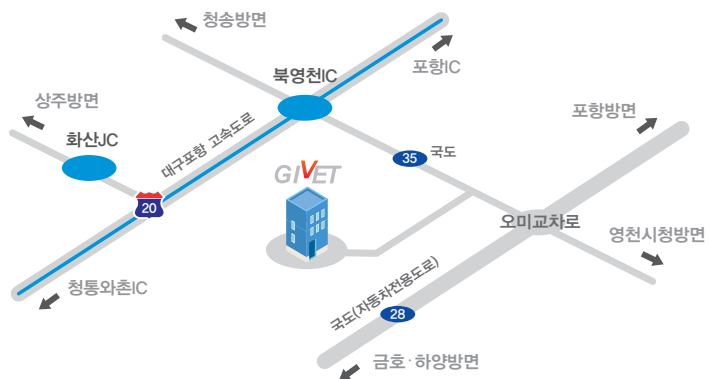 청송방면
북영천IC
포항IC
상주방면
화산JC
대구포항 고속도로
포항방면
35
국도
GIVET
20
오미교차로
영천시청방면
청통와촌IC
국도(자동차전용도로)
28
금호·하양방면